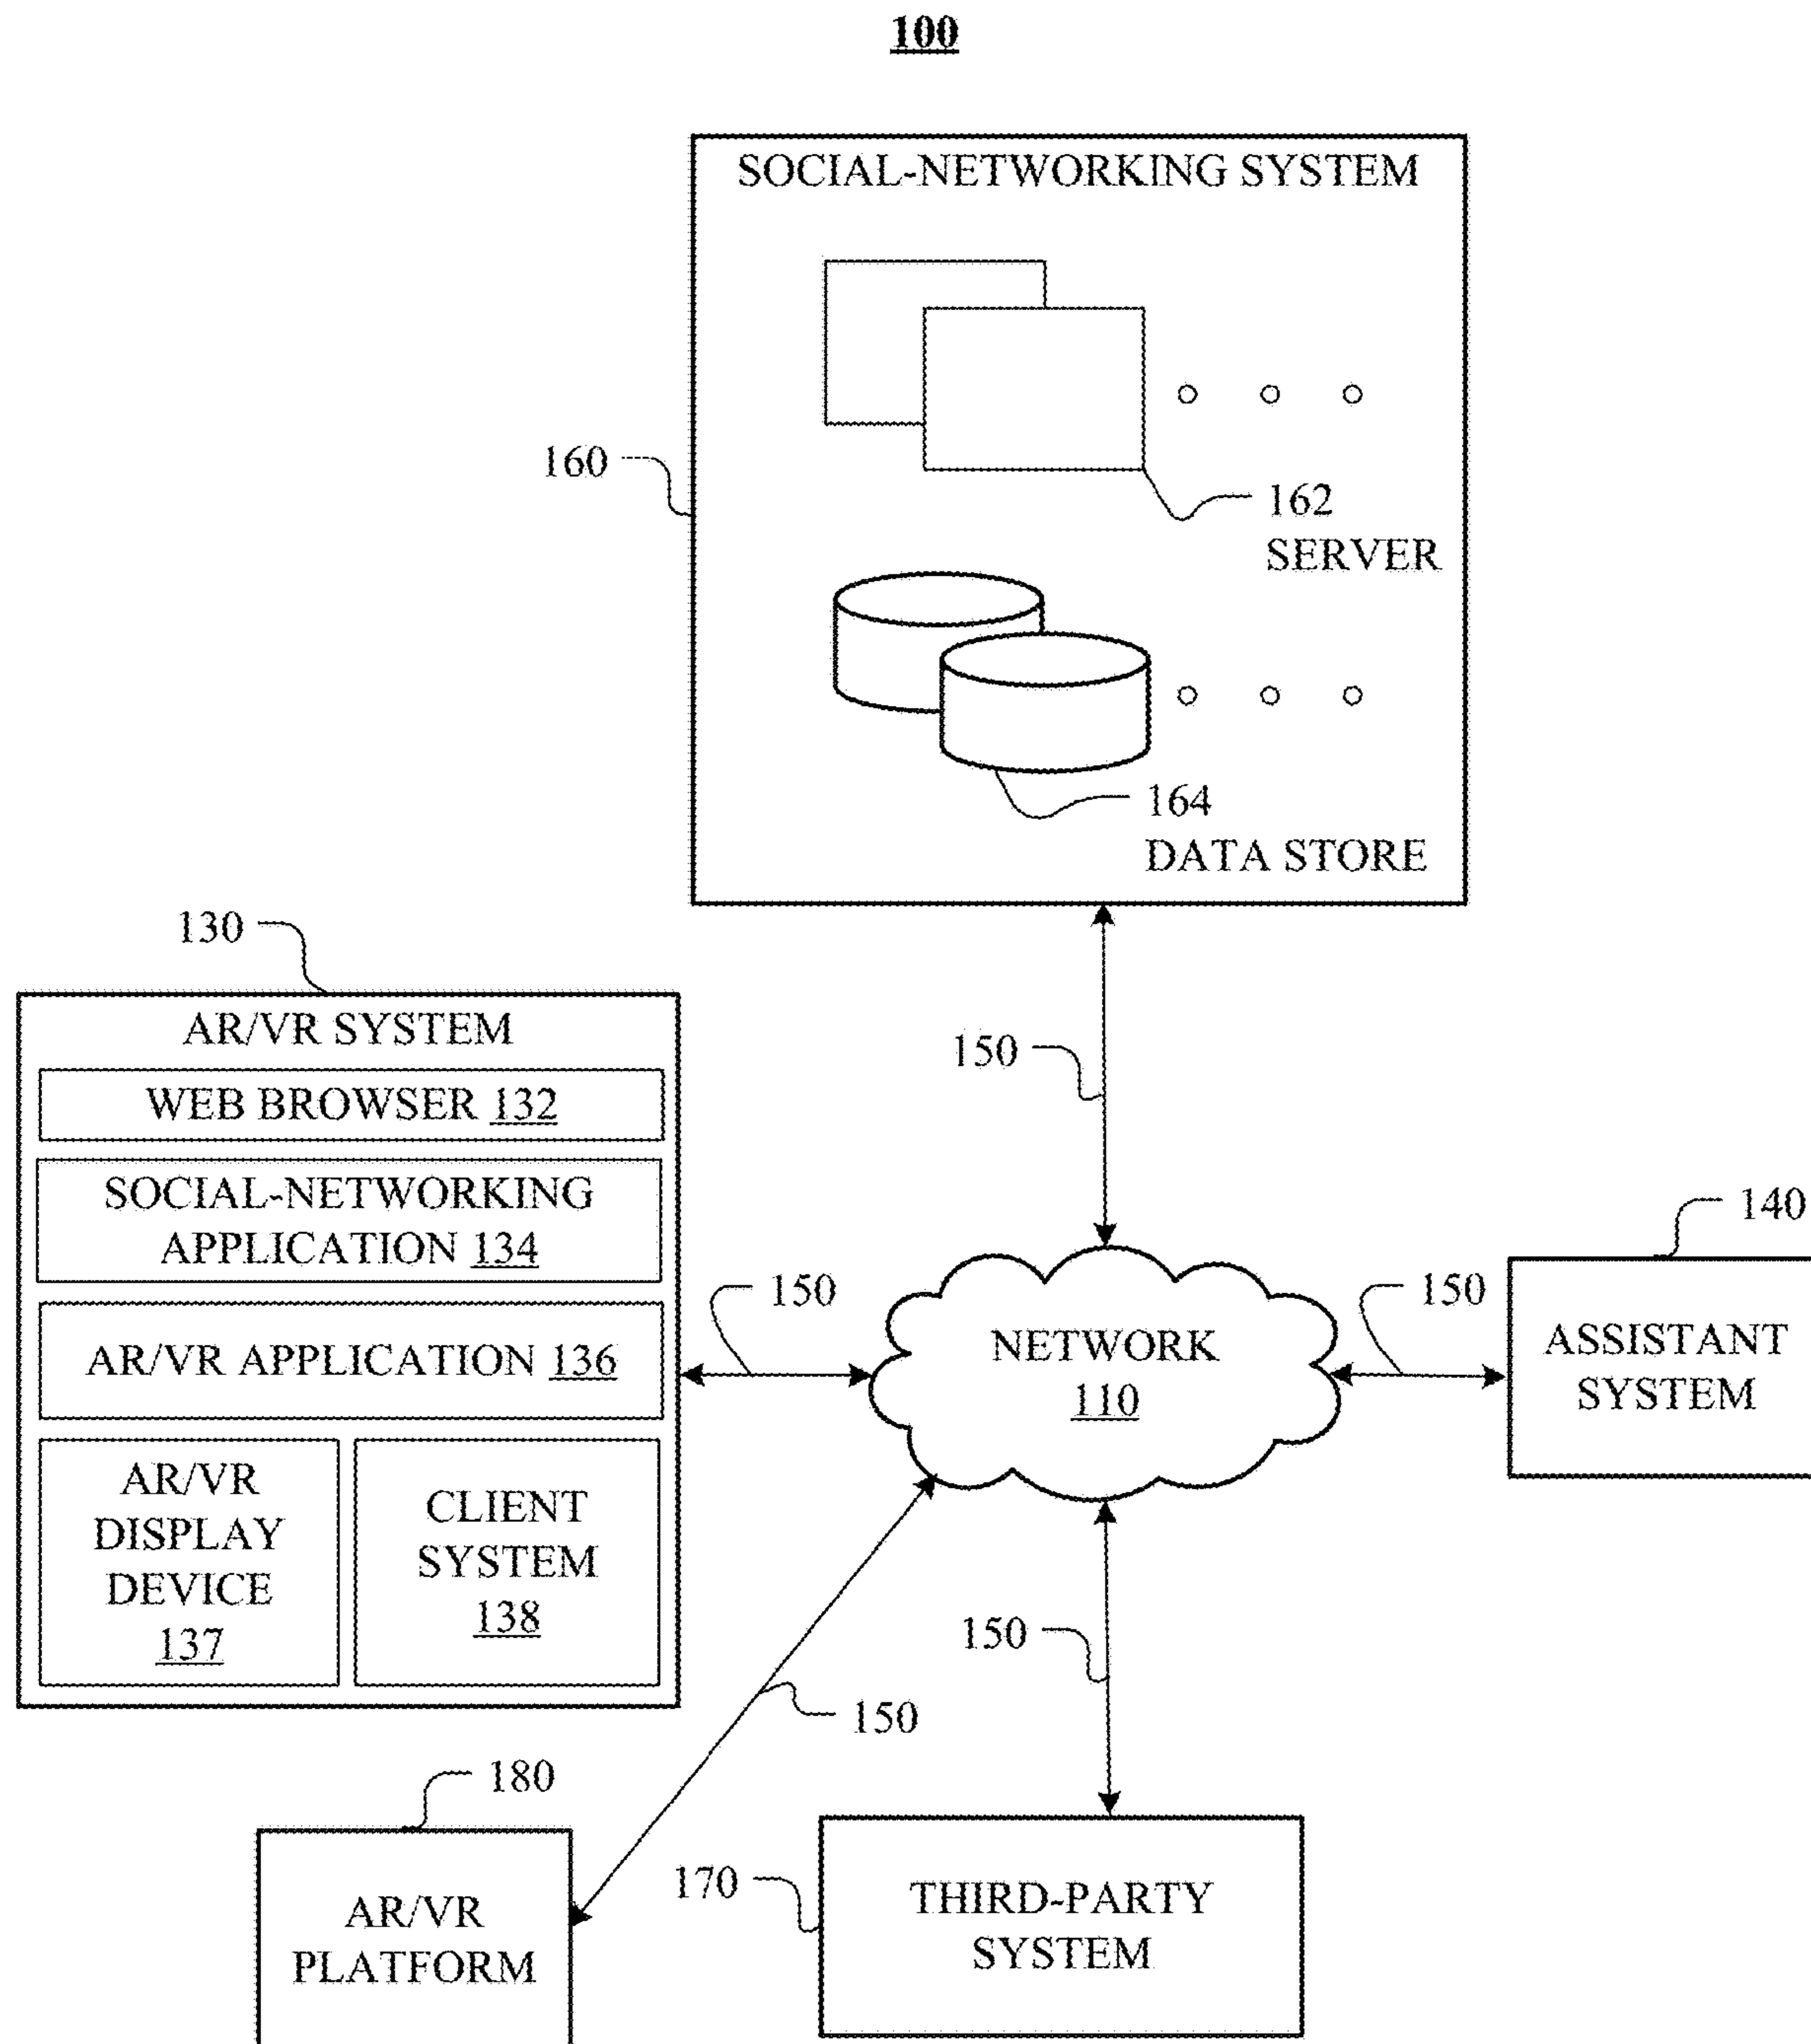 100
SOCIAL-NETWORKING SYSTEM
160
162
SERVER
164
DATA STORE
130
AR/VR SYSTEM
WEB BROWSER 132
SOCIAL-NETWORKING
APPLICATION 134
AR/VR APPLICATION 136
AR/VR
DISPLAY
DEVICE
137
CLIENT
SYSTEM
138
150
150
NETWORK
110
150
140
ASSISTANT
SYSTEM
150
150
180
AR/VR
PLATFORM
170
THIRD-PARTY
SYSTEM